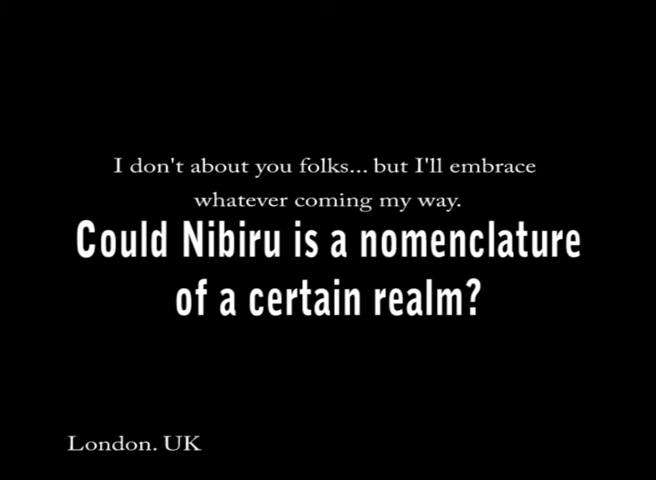 I don't about you folks... but I'll embrace
whatever coming my way.
Could Nibiru is a nomenclature
of a certain realm?
London. UK